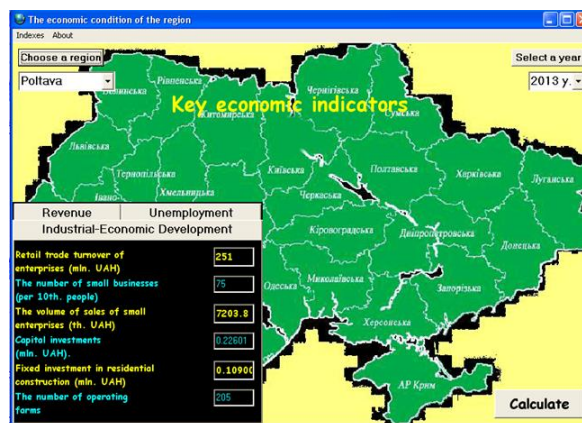 The economic condition of the region
Indexes About
Choose a region
Select a year
Poltava
2013 y.
Key economic indicators
Рівненська
Чернігівська
Сумська
Житомирська
Львівська
Тернопільська
Хмельницька
Київська
Полтавська
Харківська
Луганська
Івано-
Черкаська
Кіровоградська
Дніпропетровська
Донецька
Одеська
Миколаївська
Запорізька
Херсонська
АР Крим
Revenue
Unemployment
Industrial-Economic Development
Retail trade turnover of
enterprises (mln. UAH)
251
The number of small businesses
(per 10th. people)
75
The volume of sales of small
enterprises (th. UAH)
7203.8
Capital investments
(mln. UAH).
0.22601
Fixed investment in residential
construction (mln. UAH)
0.1090
The number of operating
farms
205
Calculate